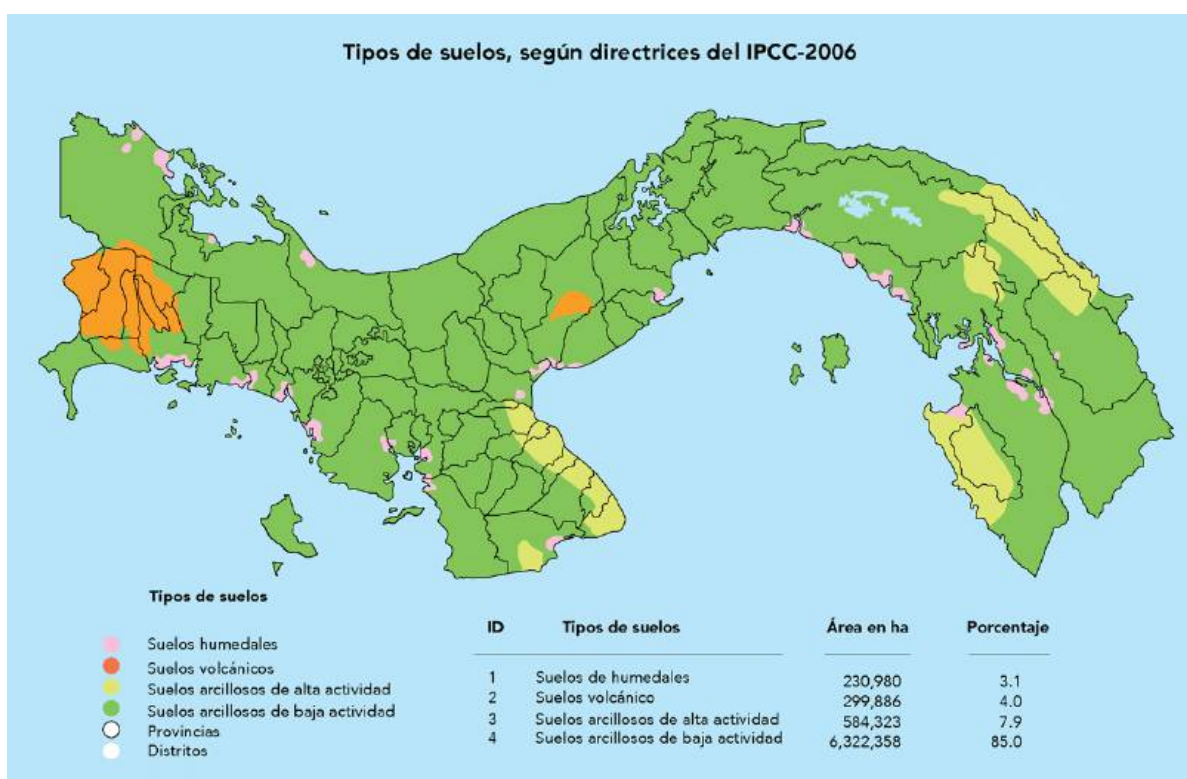 Tipos de suelos, según directrices del IPCC-2006
Tipos de suelos
Suelos humedales
Suelos volcánicos
Suelos arcillosos de alta actividad
Suelos arcillosos de baja actividad
Provincias
Distritos
ID Tipos de suelos Área en ha Porcentaje
1 Suelos de humedales 230,980 3.1
2 Suelos volcánico 299,886 4.0
3 Suelos arcillosos de alta actividad 584,323 7.9
4 Suelos arcillosos de baja actividad 6,322,358 85.0